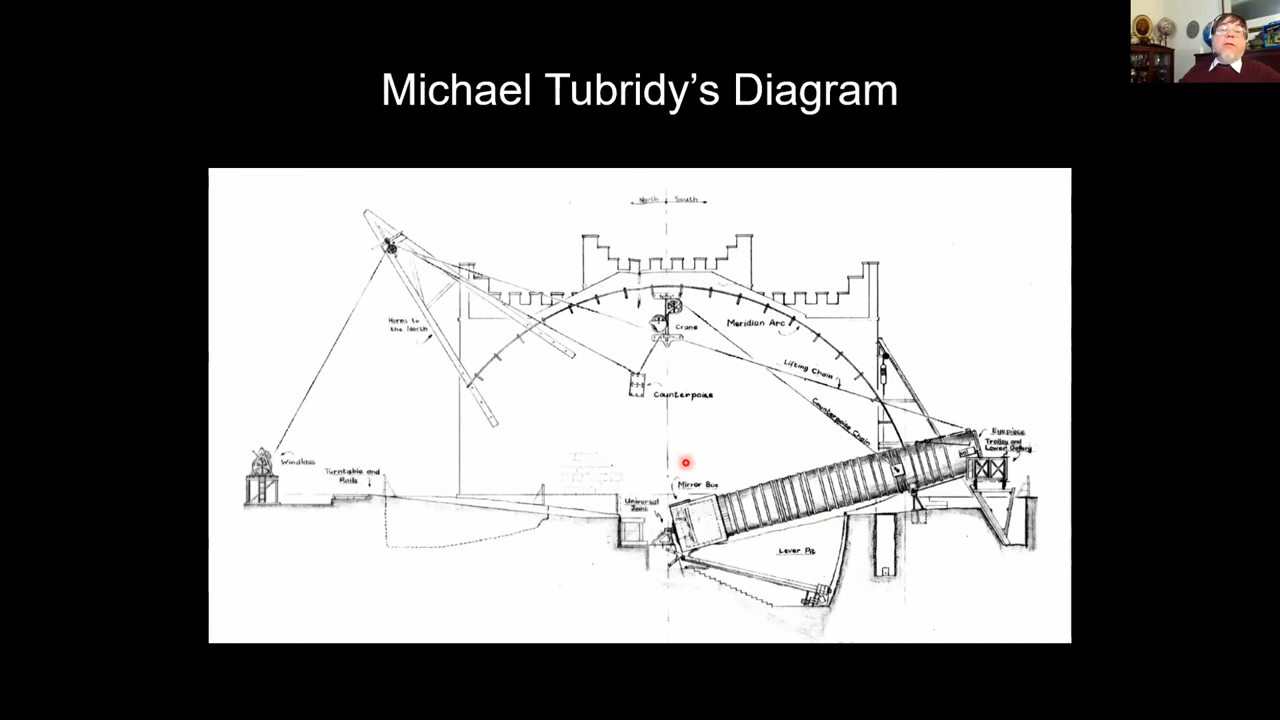 Michael Tubridy's Diagram
North South
Horns to
the North
Crane
Meridian Arc
Lifting Chain
Counterpoise
Counterpoise Chain
Eyepiece
Trolley and
Lower Gallery
Windlass
Turntable and
Rails
Mirror Box
Universal
Joint
Lever Pit